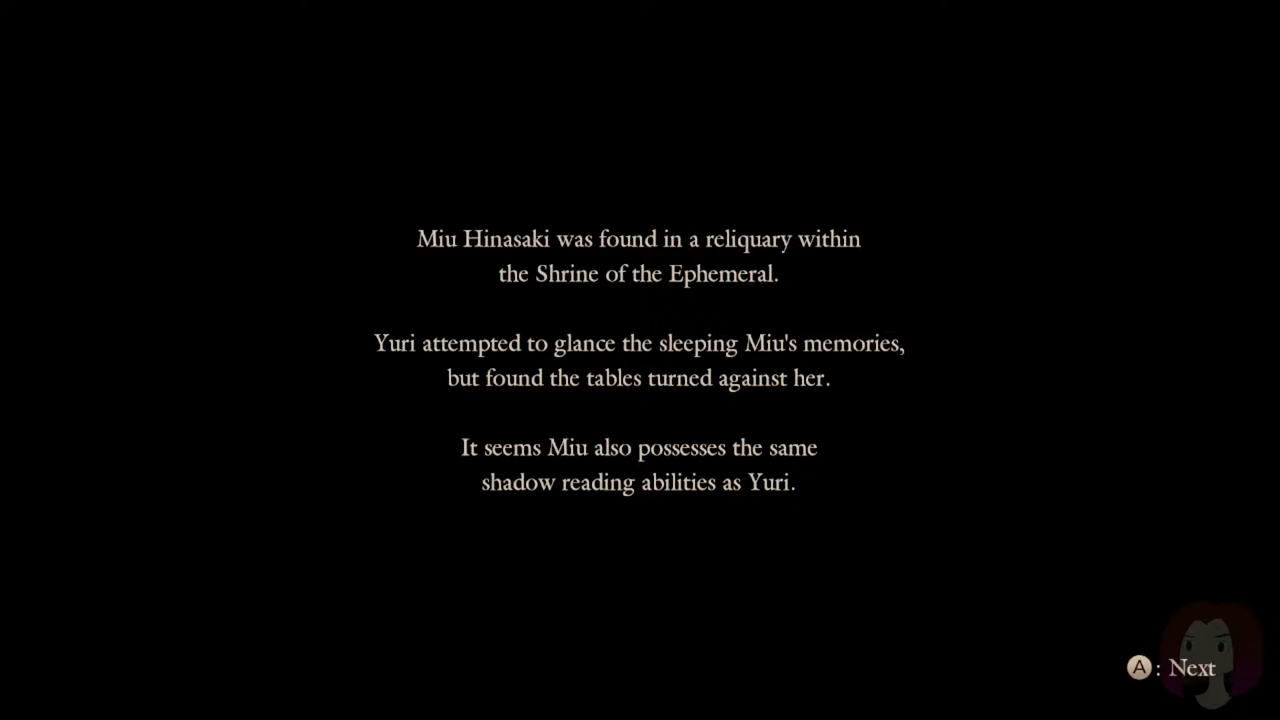 Miu Hinasaki was found in a reliquary within
the Shrine of the Ephemeral.
Yuri attempted to glance the sleeping Miu's memories,
but found the tables turned against her.
It seems Miu also possesses the same
shadow reading abilities as Yuri.
A : Next